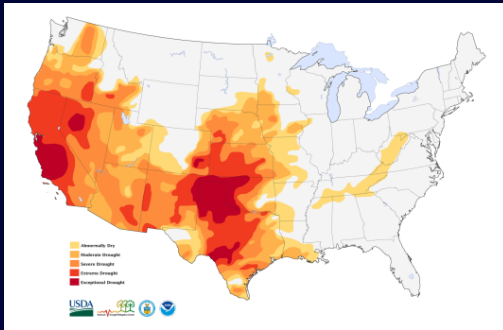 Abnormally Dry
Moderate Drought
Severe Drought
Extreme Drought
Exceptional Drought
USDA